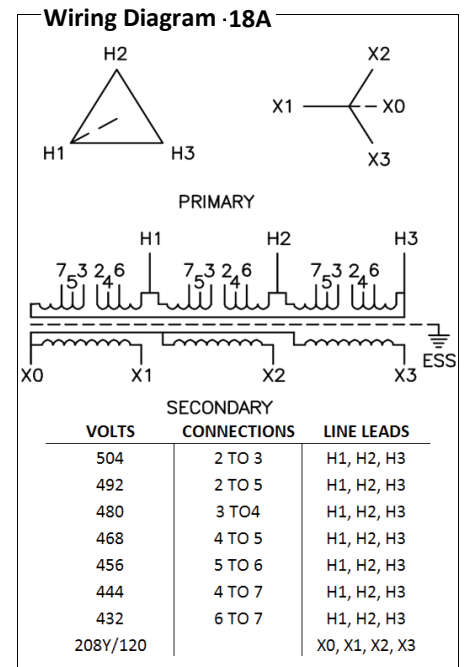 Wiring Diagram -18A
H2
X2
X1
X0
H1
H3
X3
PRIMARY
H1 H2 H3
7 5 3 2 4 6 7 5 3 2 4 6 7 5 3 2 4 6
ESS
X0 X1 X2 X3
SECONDARY
VOLTS CONNECTIONS LINE LEADS
504 2 TO 3 H1, H2, H3
492 2 TO 5 H1, H2, H3
480 3 TO4 H1, H2, H3
468 4 TO 5 H1, H2, H3
456 5 TO 6 H1, H2, H3
444 4 TO 7 H1, H2, H3
432 6 TO 7 H1, H2, H3
208Y/120 X0, X1, X2, X3